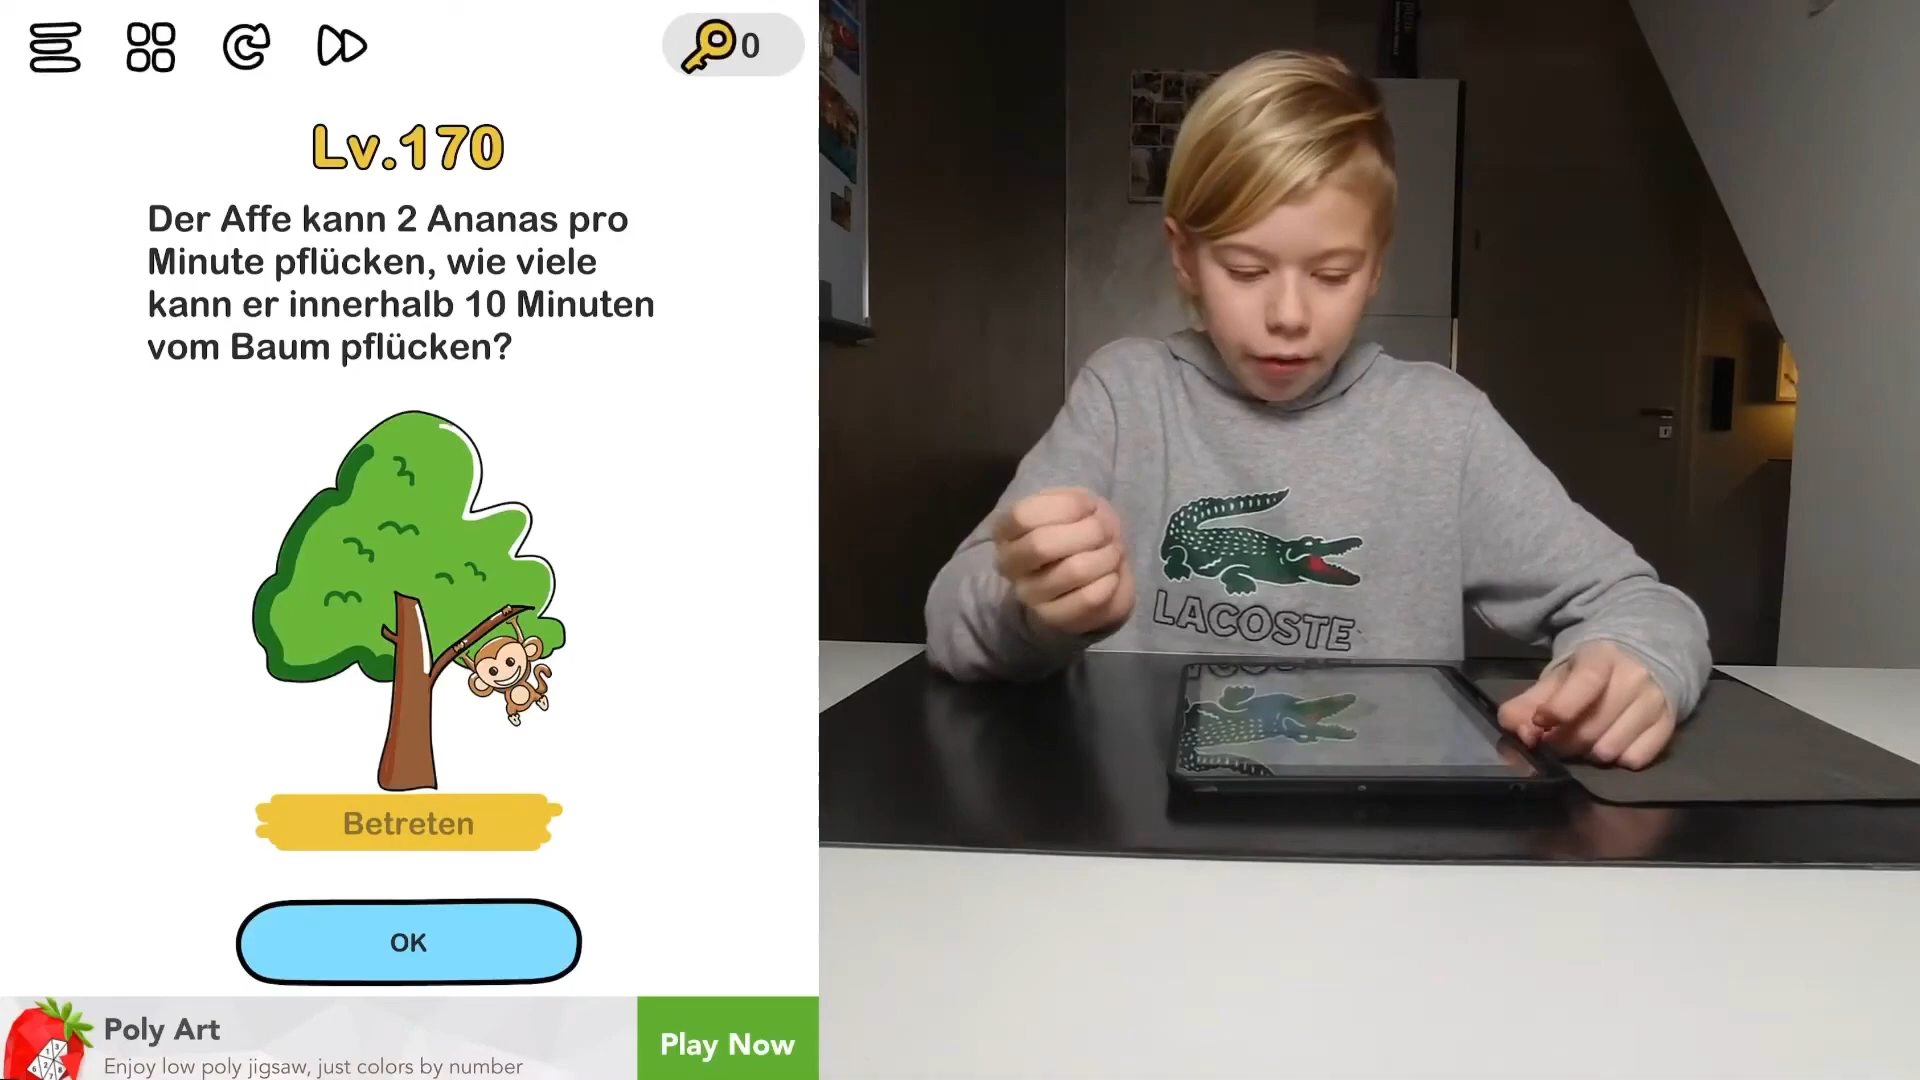 0
Lv.170
Der Affe kann 2 Ananas pro
Minute pflücken, wie viele
kann er innerhalb 10 Minuten
vom Baum pflücken?
Betreten
OK
Poly Art
Enjoy low poly jigsaw, just colors by number
Play Now
LACOSTE